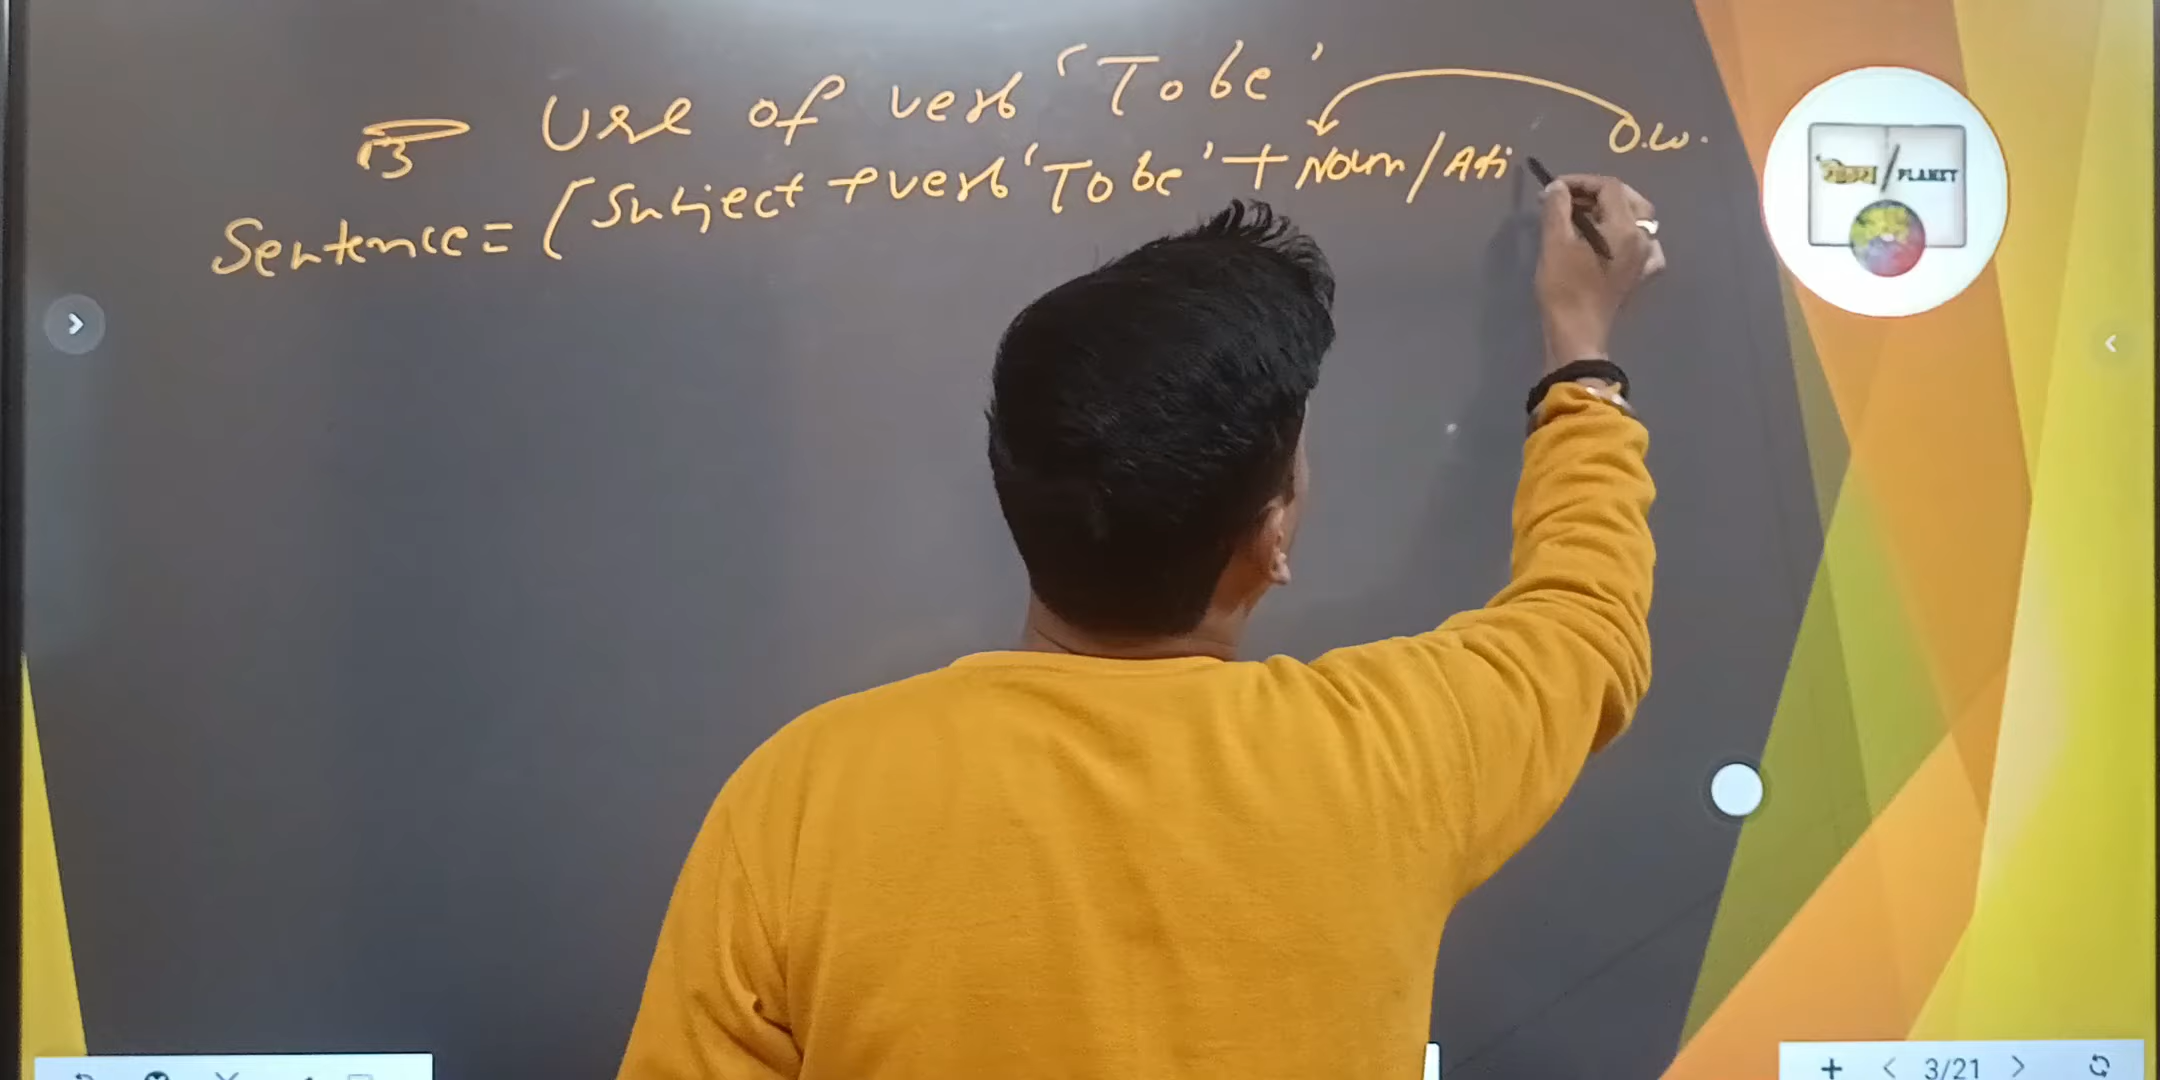 Use of verb 'To be'
O.W.
Sentence = (Subject + verb 'To be' + Noun / Adj
PLANET
3/21